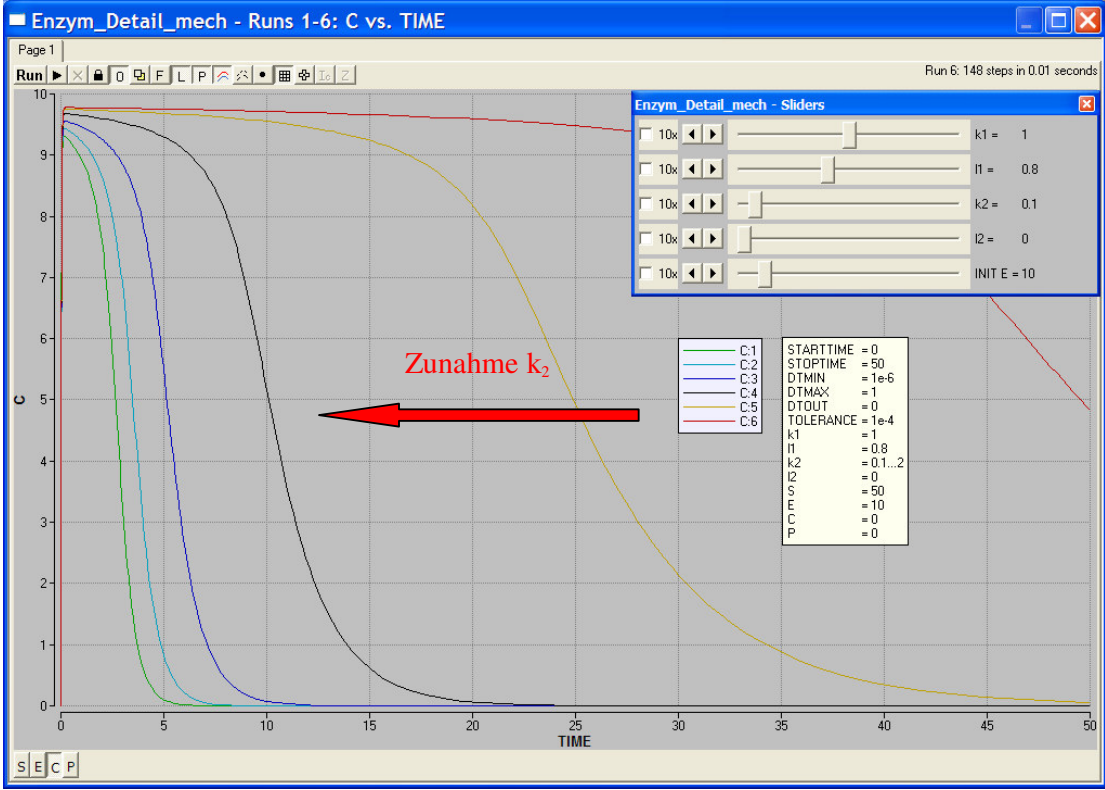 Enzym_Detail_mech - Runs 1-6: C vs. TIME
Page 1
Run 0 F L P Io Z
Run 6: 148 steps in 0.01 seconds
Enzym_Detail_mech - Sliders
10x k1 = 1
10x l1 = 0.8
10x k2 = 0.1
10x l2 = 0
10x INIT E = 10
10
9
8
7
6
5
4
3
2
1
0
C
Zunahme k₂
C:1
C:2
C:3
C:4
C:5
C:6
STARTTIME = 0
STOPTIME = 50
DTMIN = 1e-6
DTMAX = 1
DTOUT = 0
TOLERANCE = 1e-4
k1 = 1
l1 = 0.8
k2 = 0.1...2
l2 = 0
S = 50
E = 10
C = 0
P = 0
0 5 10 15 20 25 30 35 40 45 50
TIME
S E C P